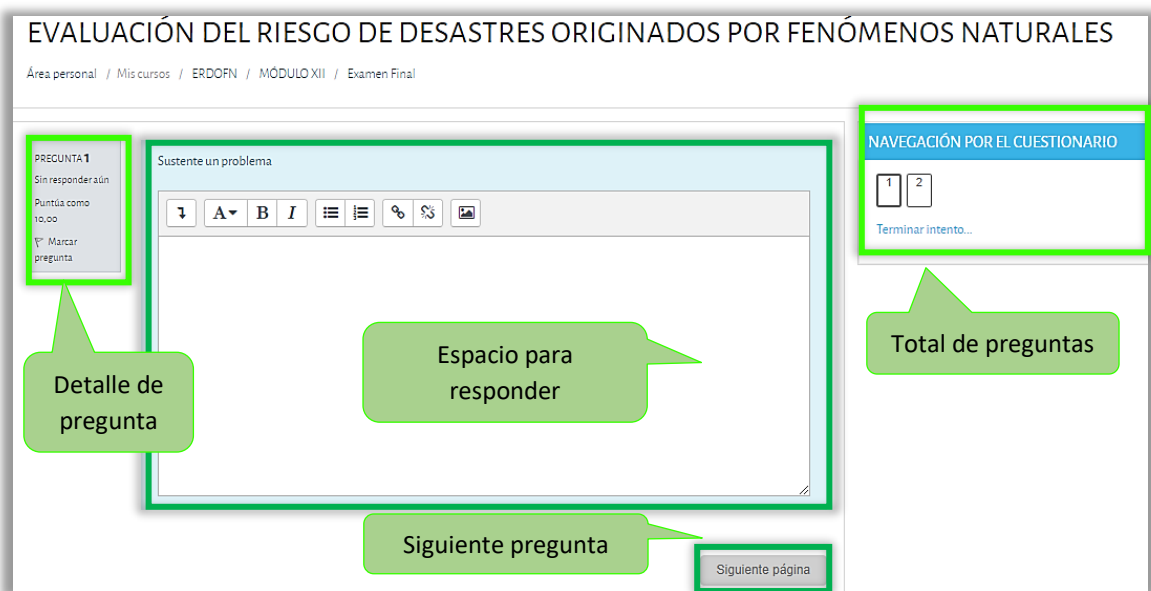 EVALUACIÓN DEL RIESGO DE DESASTRES ORIGINADOS POR FENÓMENOS NATURALES
Área personal / Mis cursos / ERDOFN / MÓDULO XII / Examen Final
PREGUNTA 1
Sin responder aún
Puntúa como
10,00
Marcar
pregunta
Sustente un problema
A B I
Espacio para
responder
Detalle de
pregunta
Siguiente pregunta
Siguiente página
NAVEGACIÓN POR EL CUESTIONARIO
1 2
Terminar intento...
Total de preguntas